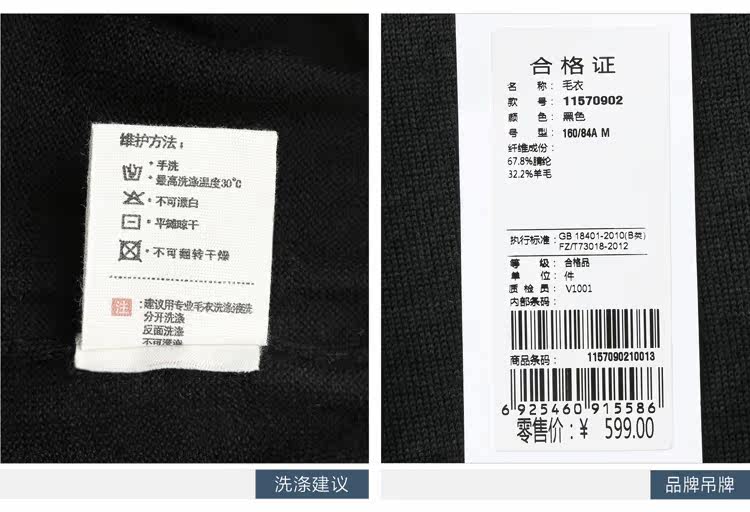 维护方法：
· 手洗
· 最高洗涤温度30°C
· 不可漂白
· 平摊晾干
· 不可翻转干燥
注：建议用专业毛衣洗涤液洗
分开洗涤
反面洗涤
不可漂油
洗涤建议
合格证
名 称：毛衣
款 号：11570902
颜 色：黑色
号 型：160/84A M
纤维成份：
67.8%腈纶
32.2%羊毛
执行标准：GB 18401-2010(B类)
FZ/T73018-2012
等 级：合格品
单 位：件
质 检 员：V1001
内部条码：
商品条码：1157090210013
6 925460 915586
零售价：¥ 599.00
品牌吊牌